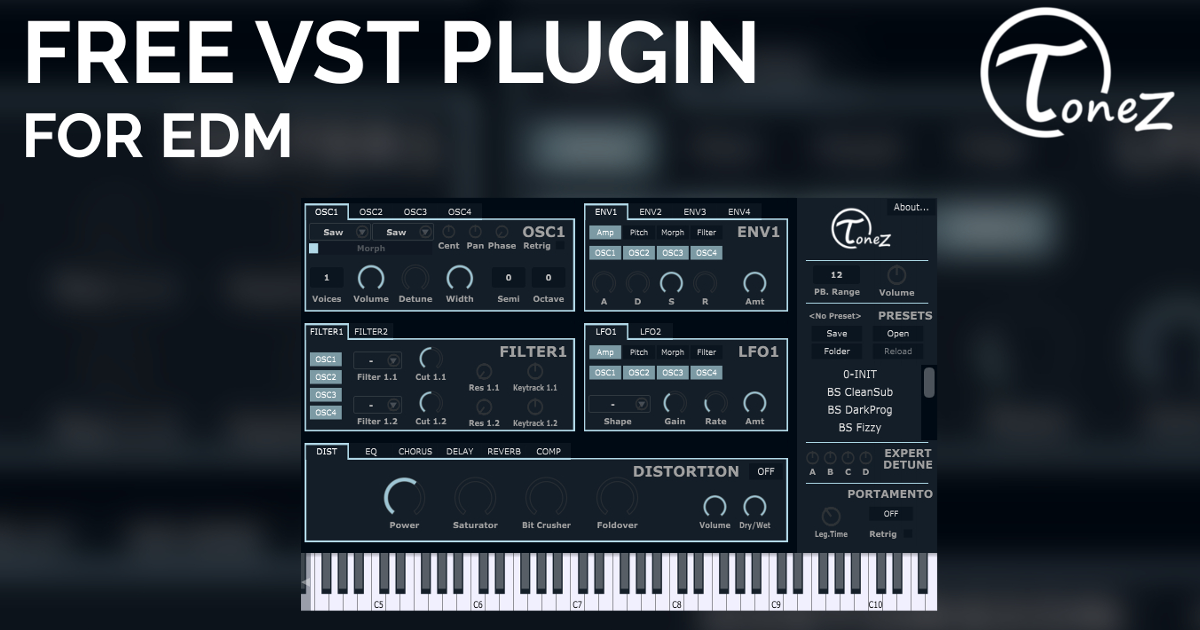 FREE VST PLUGIN
FOR EDM
Tonez
OSC1 OSC2 OSC3 OSC4
Saw Saw
Morph
Cent Pan Phase Retrig
OSC1
1 0 0
Voices Volume Detune Width Semi Octave
ENV1 ENV2 ENV3 ENV4
Amp Pitch Morph Filter
ENV1
OSC1 OSC2 OSC3 OSC4
A D S R Amt
FILTER1 FILTER2
FILTER1
OSC1
OSC2
OSC3
OSC4
-
Filter 1.1 Cut 1.1 Res 1.1 Keytrack 1.1
-
Filter 1.2 Cut 1.2 Res 1.2 Keytrack 1.2
LFO1 LFO2
Amp Pitch Morph Filter
LFO1
OSC1 OSC2 OSC3 OSC4
-
Shape Gain Rate Amt
DIST EQ CHORUS DELAY REVERB COMP
DISTORTION OFF
Power Saturator Bit Crusher Foldover Volume Dry/Wet
About...
Tonez
12
PB. Range Volume
<No Preset> PRESETS
Save Open
Folder Reload
0-INIT
BS CleanSub
BS DarkProg
BS Fizzy
EXPERT
DETUNE
A B C D
PORTAMENTO
OFF
Leg.Time Retrig
C5 C6 C7 C8 C9 C10